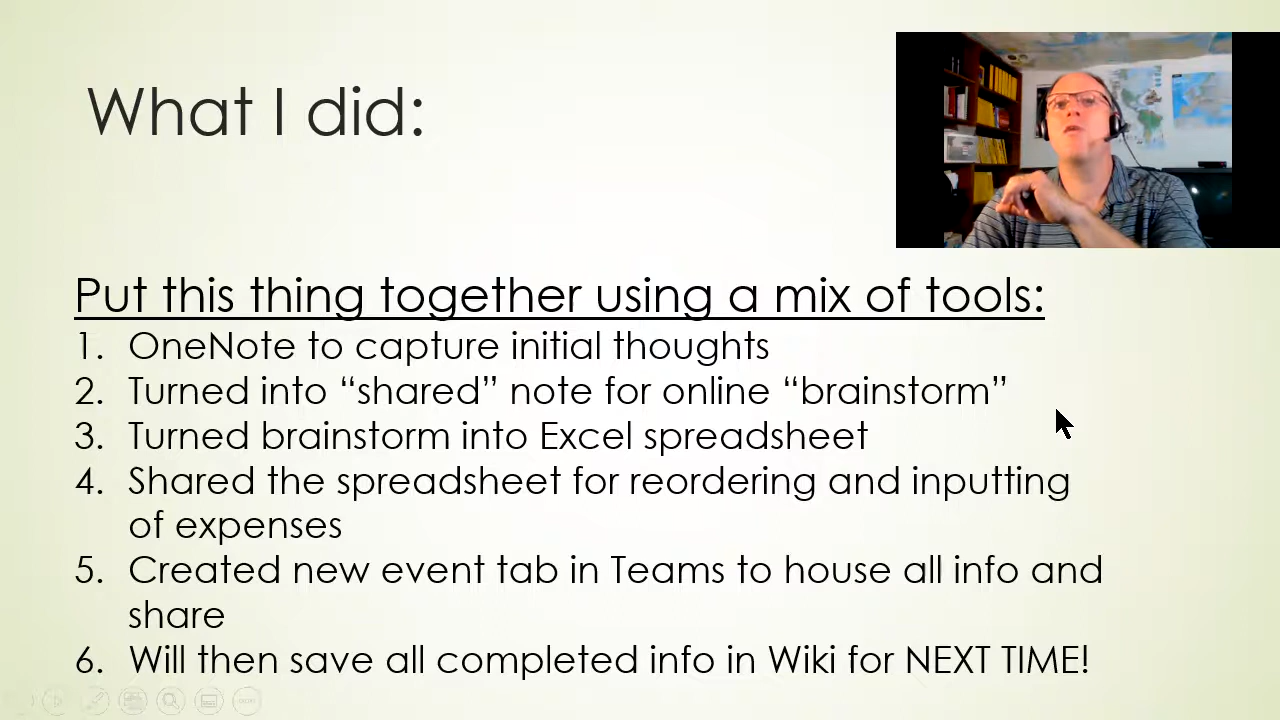 What I did:
Put this thing together using a mix of tools:
1. OneNote to capture initial thoughts
2. Turned into “shared” note for online “brainstorm”
3. Turned brainstorm into Excel spreadsheet
4. Shared the spreadsheet for reordering and inputting
of expenses
5. Created new event tab in Teams to house all info and
share
6. Will then save all completed info in Wiki for NEXT TIME!